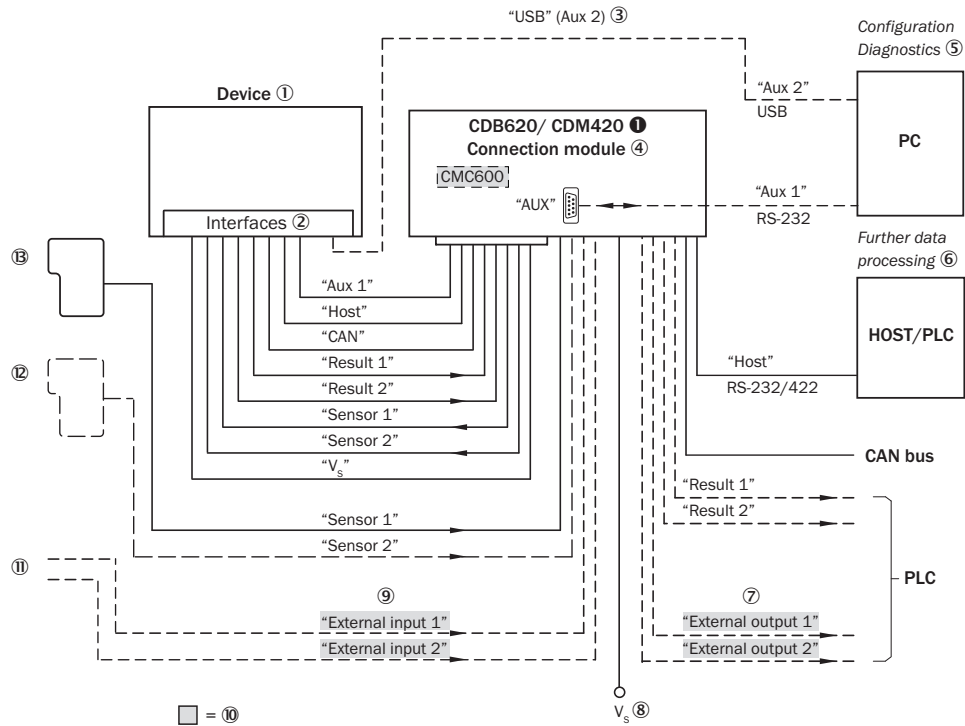 “USB” (Aux 2) ③
Configuration
Diagnostics ⑤
Device ①
“Aux 2”
USB
CDB620/ CDM420 ❶
Connection module ④
PC
CMC600
“AUX”
“Aux 1”
RS-232
Interfaces ②
Further data
processing ⑥
⑬
“Aux 1”
“Host”
HOST/PLC
“CAN”
“Result 1”
“Host”
⑫
RS-232/422
“Result 2”
“Sensor 1”
“Sensor 2”
CAN bus
“Vs”
“Result 1”
“Result 2”
“Sensor 1”
“Sensor 2”
⑪
PLC
⑨
⑦
“External input 1”
“External output 1”
“External input 2”
“External output 2”
= ⑩
Vs ⑧